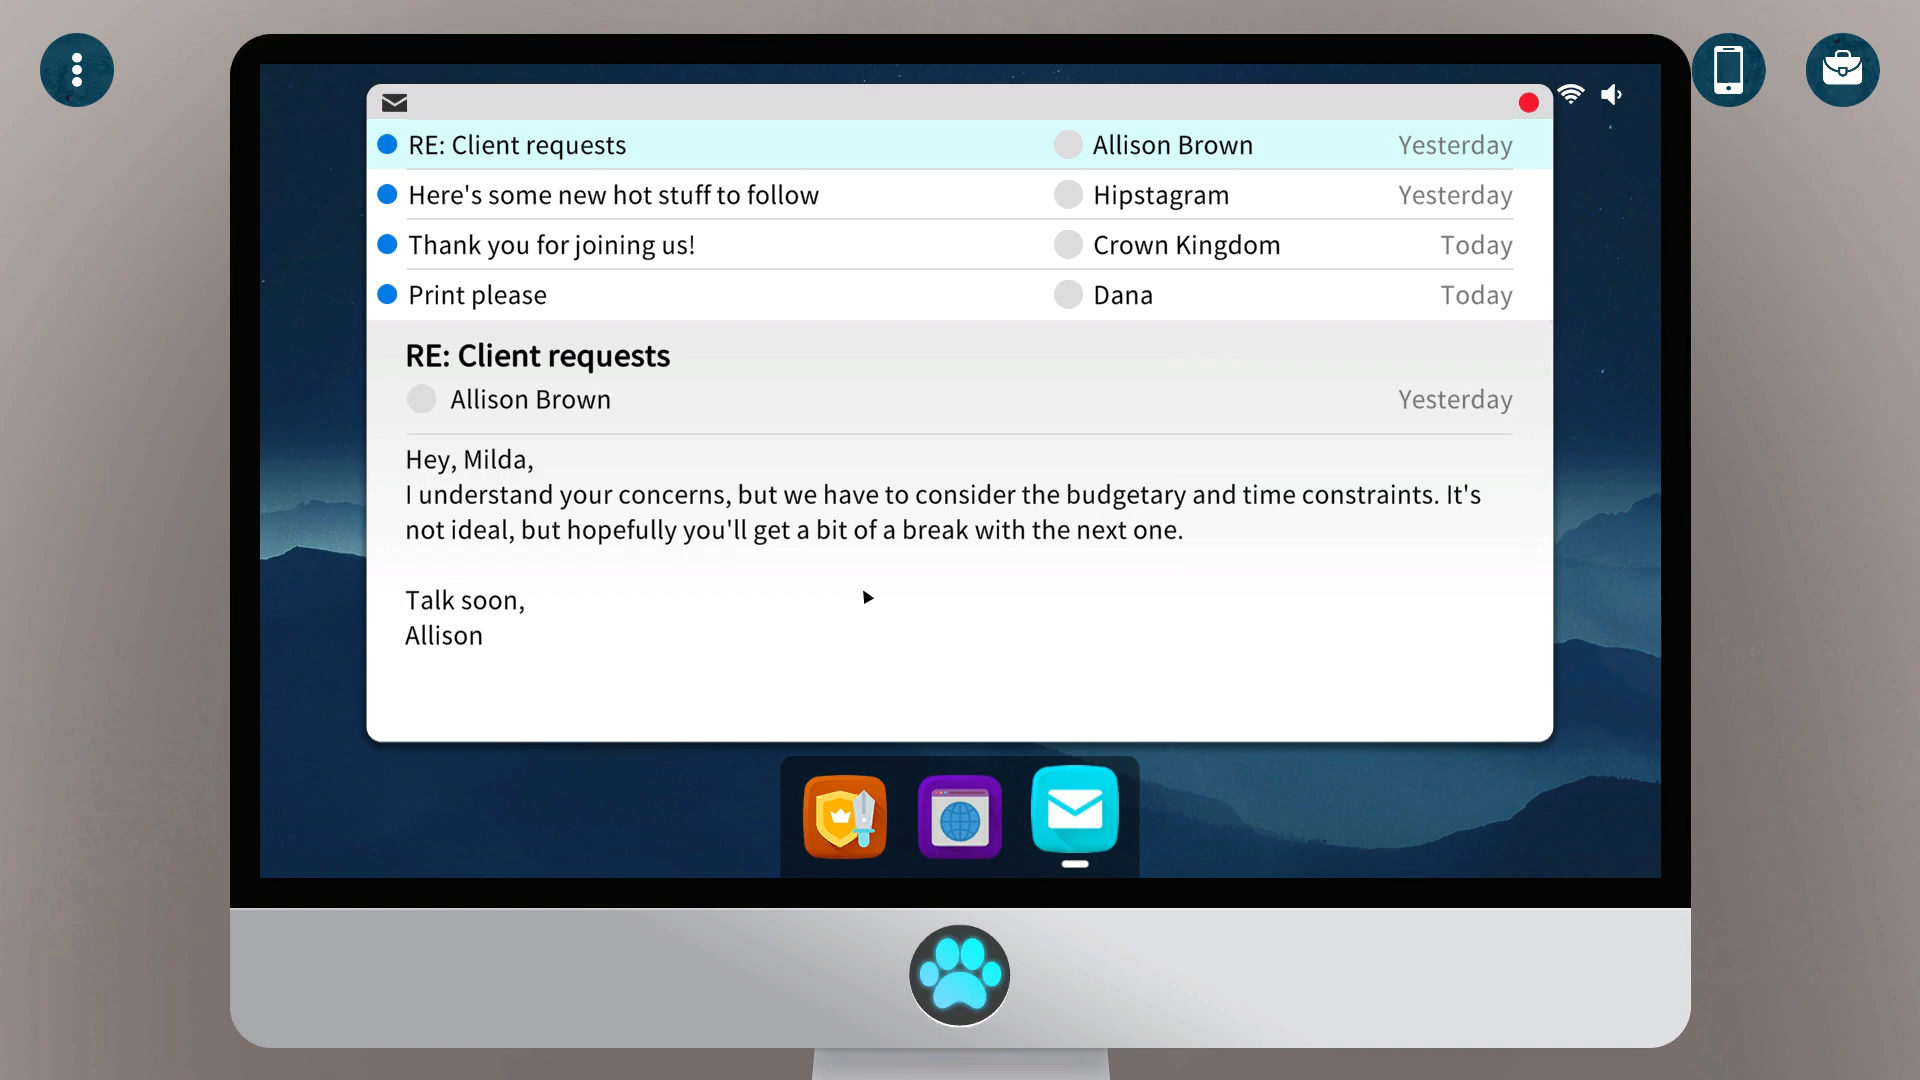 RE: Client requests Allison Brown Yesterday
Here's some new hot stuff to follow Hipstagram Yesterday
Thank you for joining us! Crown Kingdom Today
Print please Dana Today
RE: Client requests
Allison Brown Yesterday
Hey, Milda,
I understand your concerns, but we have to consider the budgetary and time constraints. It's
not ideal, but hopefully you'll get a bit of a break with the next one.
Talk soon,
Allison